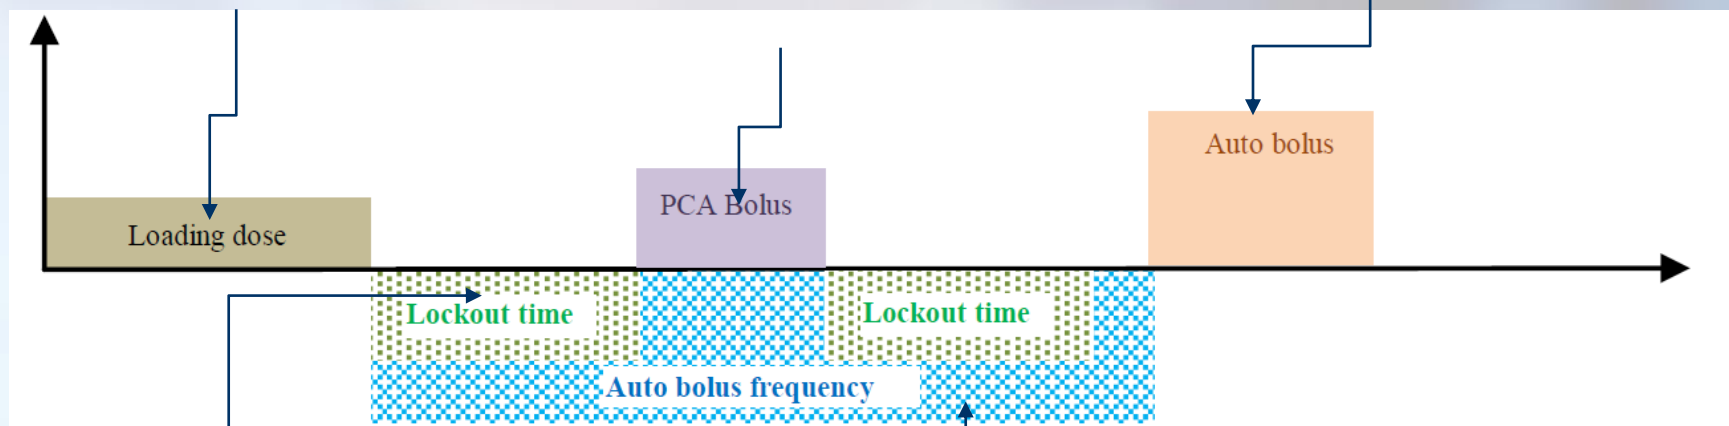 Auto bolus
PCA Bolus
Loading dose
Lockout time
Lockout time
Auto bolus frequency